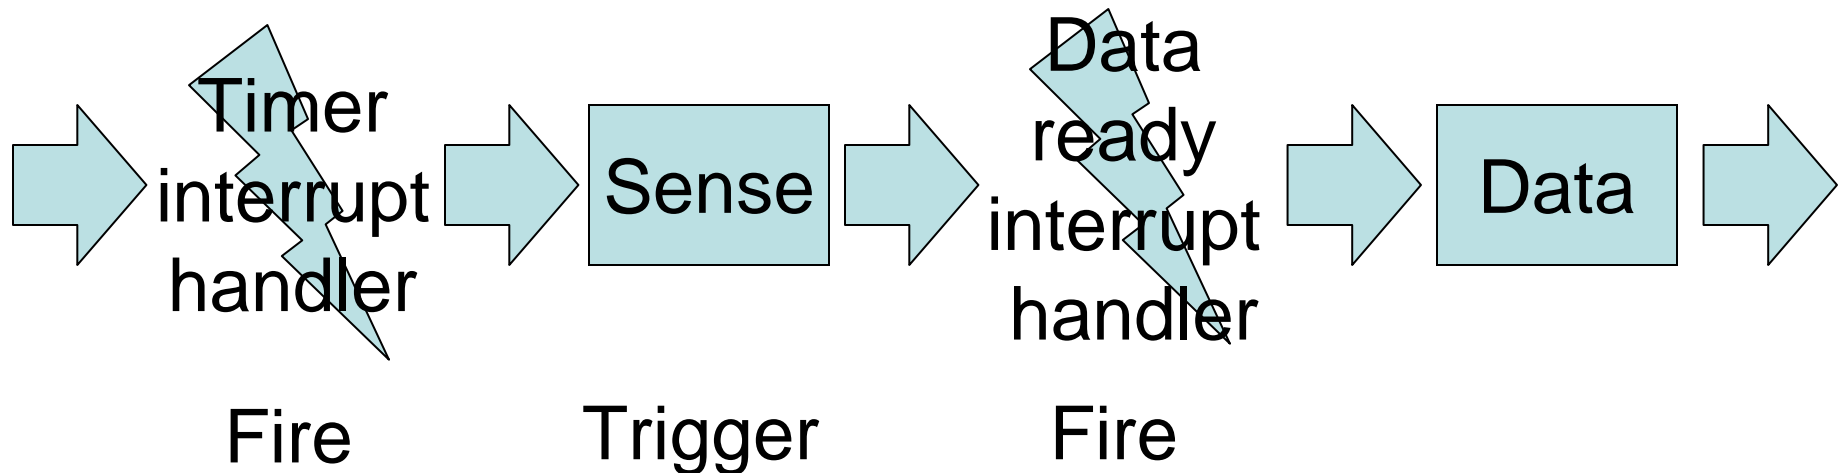 Timer
interrupt
handler
Sense
Data
ready
interrupt
handler
Data
Fire
Trigger
Fire